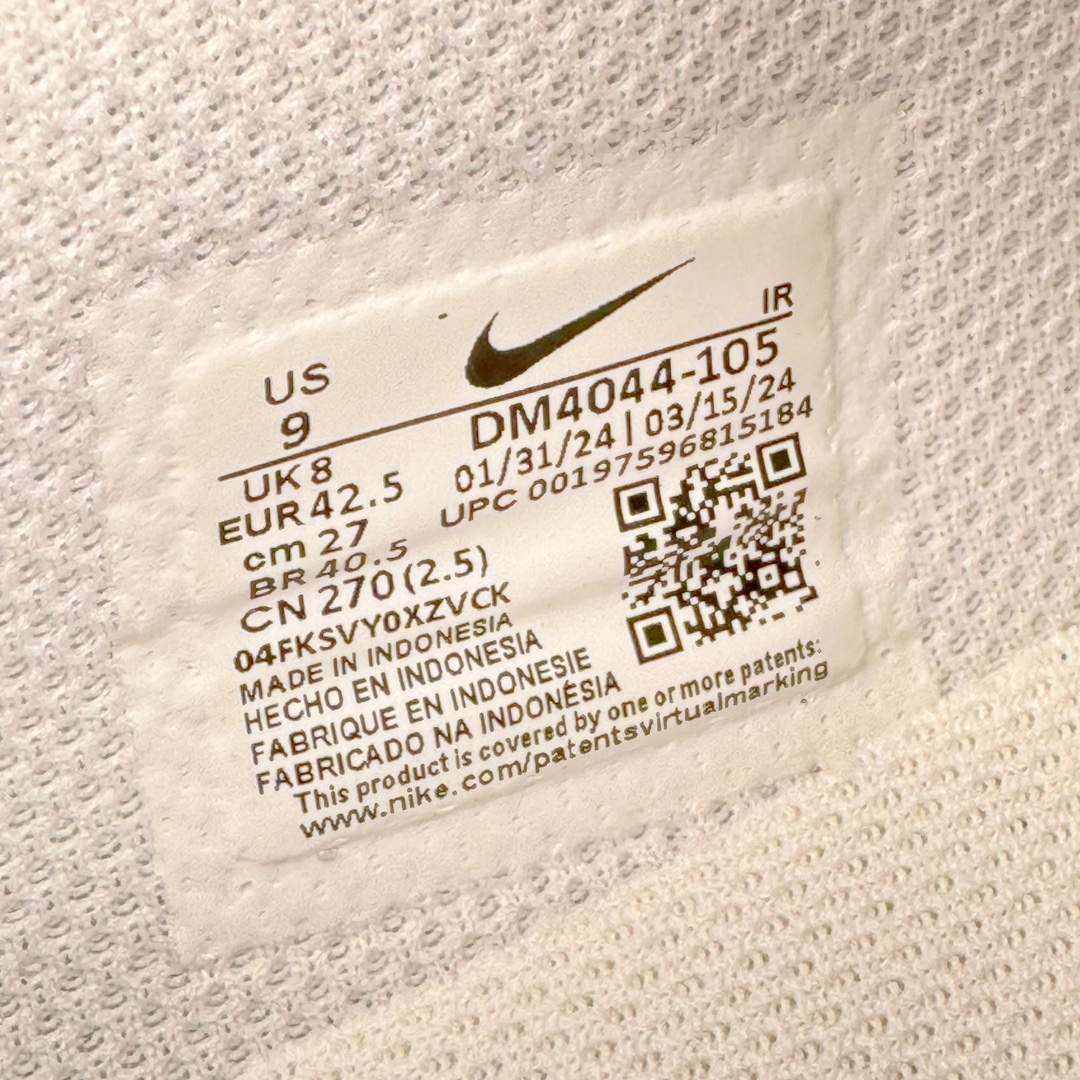 US
9
IR
DM4044-105
01/31/24 | 03/15/24
UPC 00197596815184
UK 8
EUR 42.5
cm 27
BR 40.5
CN 270 (2.5)
04FKSVY0XZVCK
MADE IN INDONESIA
HECHO EN INDONESIA
FABRIQUE EN INDONESIE
FABRICADO NA INDONÉSIA
This product is covered by one or more patents:
www.nike.com/patentsvirtualmarking